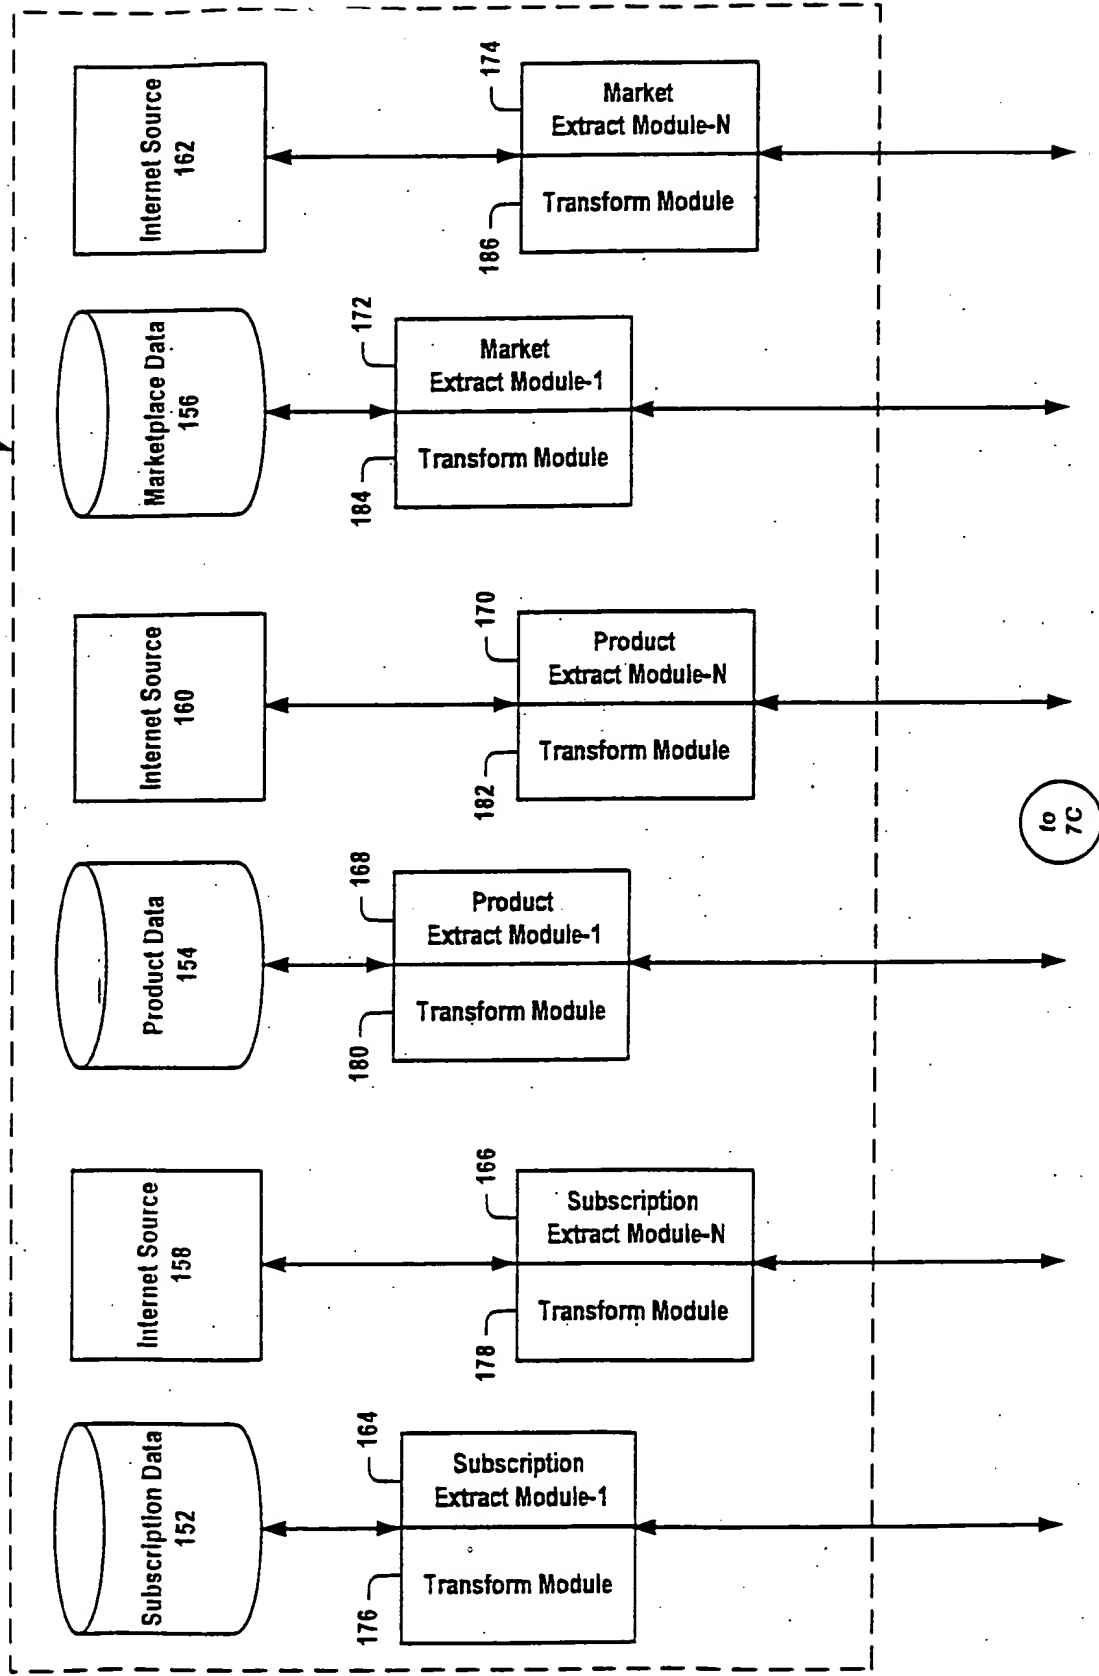 Subscription Data
152
Internet Source
158
Product Data
154
Internet Source
160
Marketplace Data
156
Internet Source
162
176
164
Transform Module
Subscription
Extract Module-1
178
166
Transform Module
Subscription
Extract Module-N
180
168
Transform Module
Product
Extract Module-1
182
170
Transform Module
Product
Extract Module-N
184
172
Transform Module
Market
Extract Module-1
186
174
Transform Module
Market
Extract Module-N
to
7C